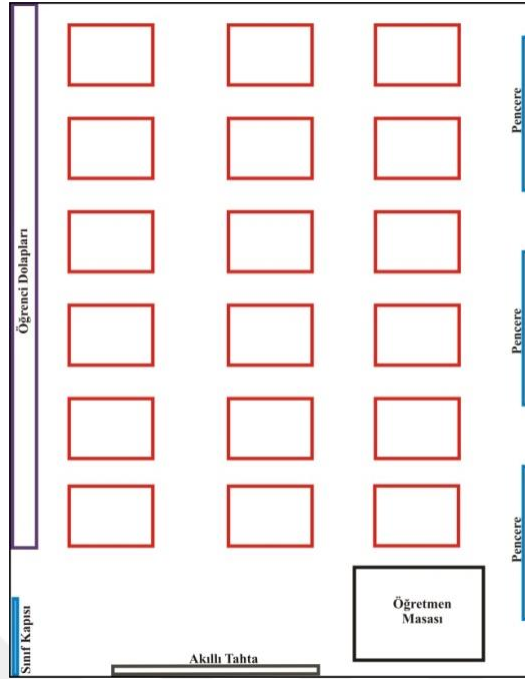 Öğrenci Dolapları
Pencere
Pencere
Pencere
Öğretmen
Masası
Sınıf Kapısı
Akıllı Tahta